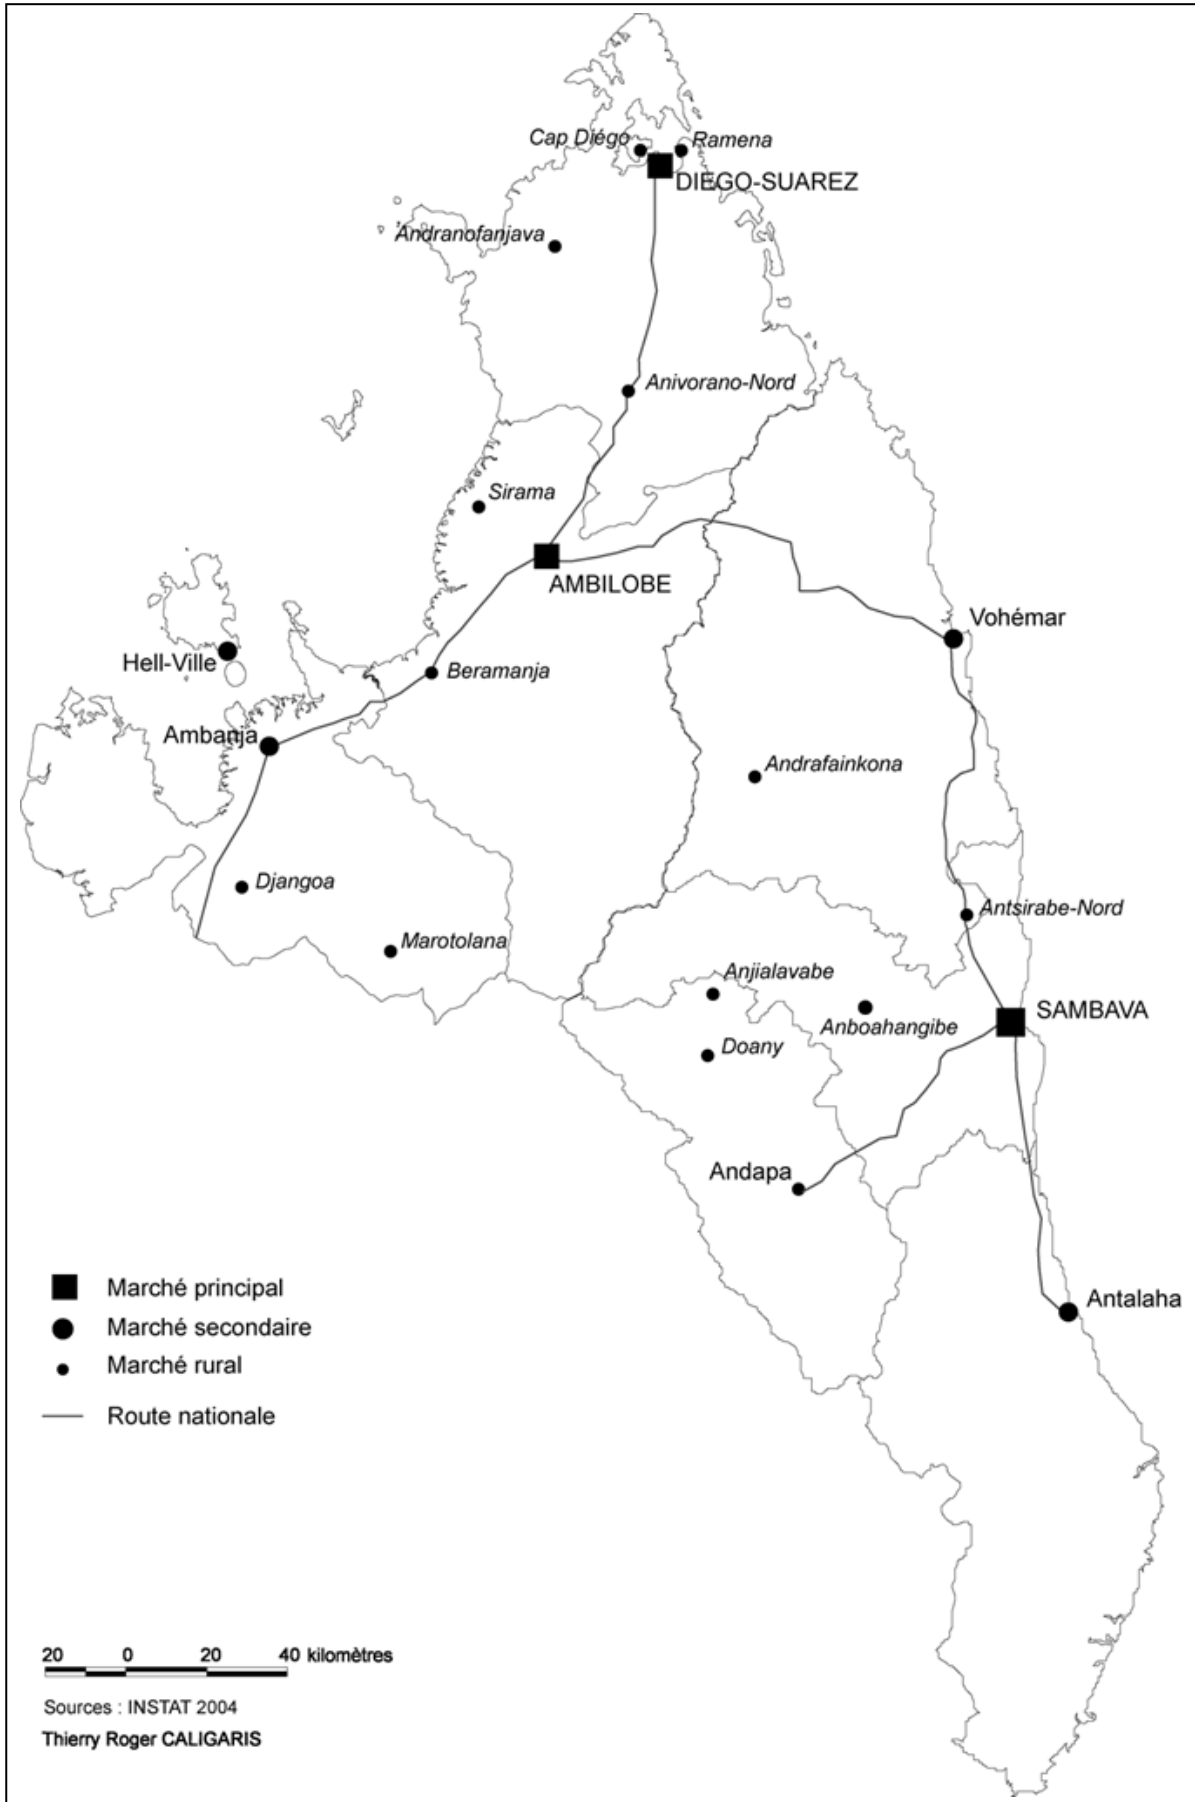 Cap Diégo
Ramena
DIEGO-SUAREZ
Andranofanjava
Anivorano-Nord
Sirama
AMBILOBE
Vohémar
Hell-Ville
Beramanja
Ambanja
Andrafainkona
Djangoa
Antsirabe-Nord
Marotolana
Anjialavabe
SAMBAVA
Anboahangibe
Doany
Andapa
Antalaha
Marché principal
Marché secondaire
Marché rural
Route nationale
20 0 20 40 kilomètres
Sources : INSTAT 2004
Thierry Roger CALIGARIS